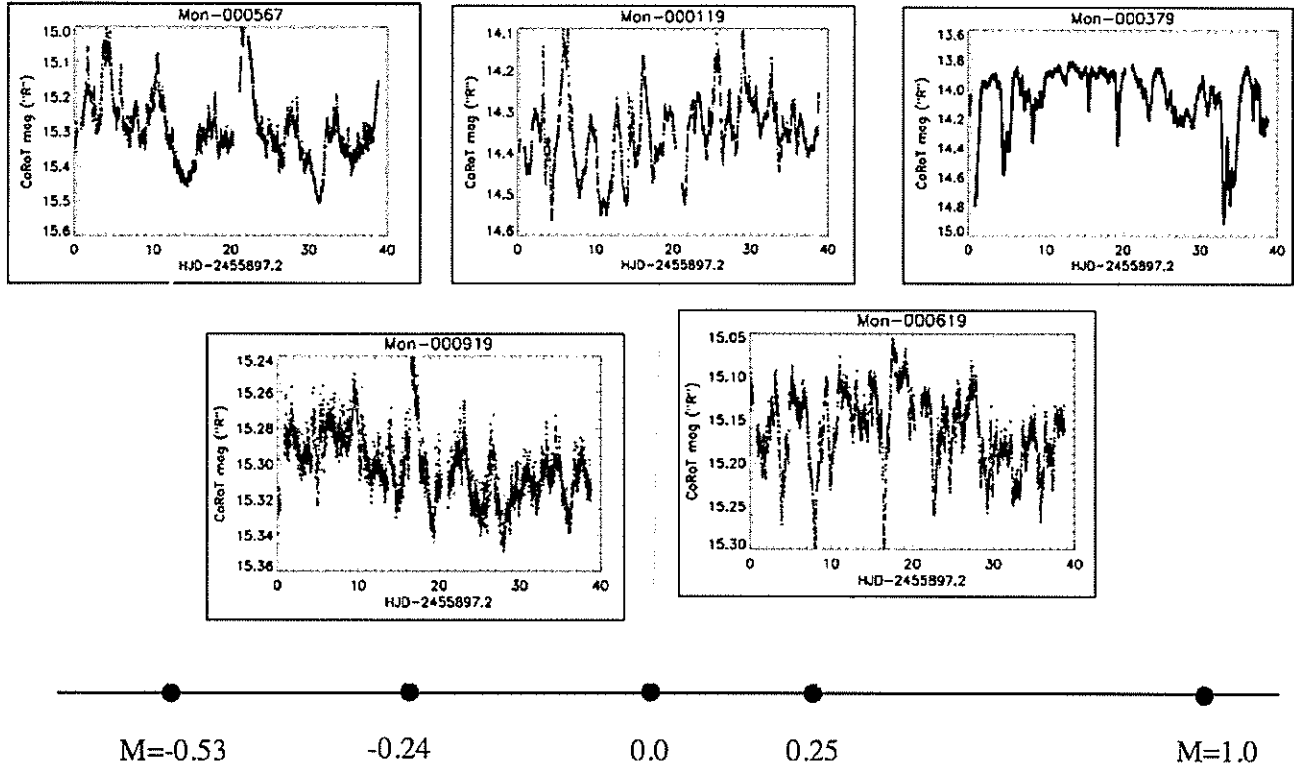 Mon-000567
CoRoT mag ("R")
15.0
15.1
15.2
15.3
15.4
15.5
15.6
0 10 20 30 40
HJD-2455897.2
Mon-000119
CoRoT mag ("R")
14.1
14.2
14.3
14.4
14.5
14.6
0 10 20 30 40
HJD-2455897.2
Mon-000379
CoRoT mag ("R")
13.6
13.8
14.0
14.2
14.4
14.6
14.8
15.0
0 10 20 30 40
HJD-2455897.2
Mon-000919
CoRoT mag ("R")
15.24
15.26
15.28
15.30
15.32
15.34
15.36
0 10 20 30 40
HJD-2455897.2
Mon-000619
CoRoT mag ("R")
15.05
15.10
15.15
15.20
15.25
15.30
0 10 20 30 40
HJD-2455897.2
M=-0.53 -0.24 0.0 0.25 M=1.0